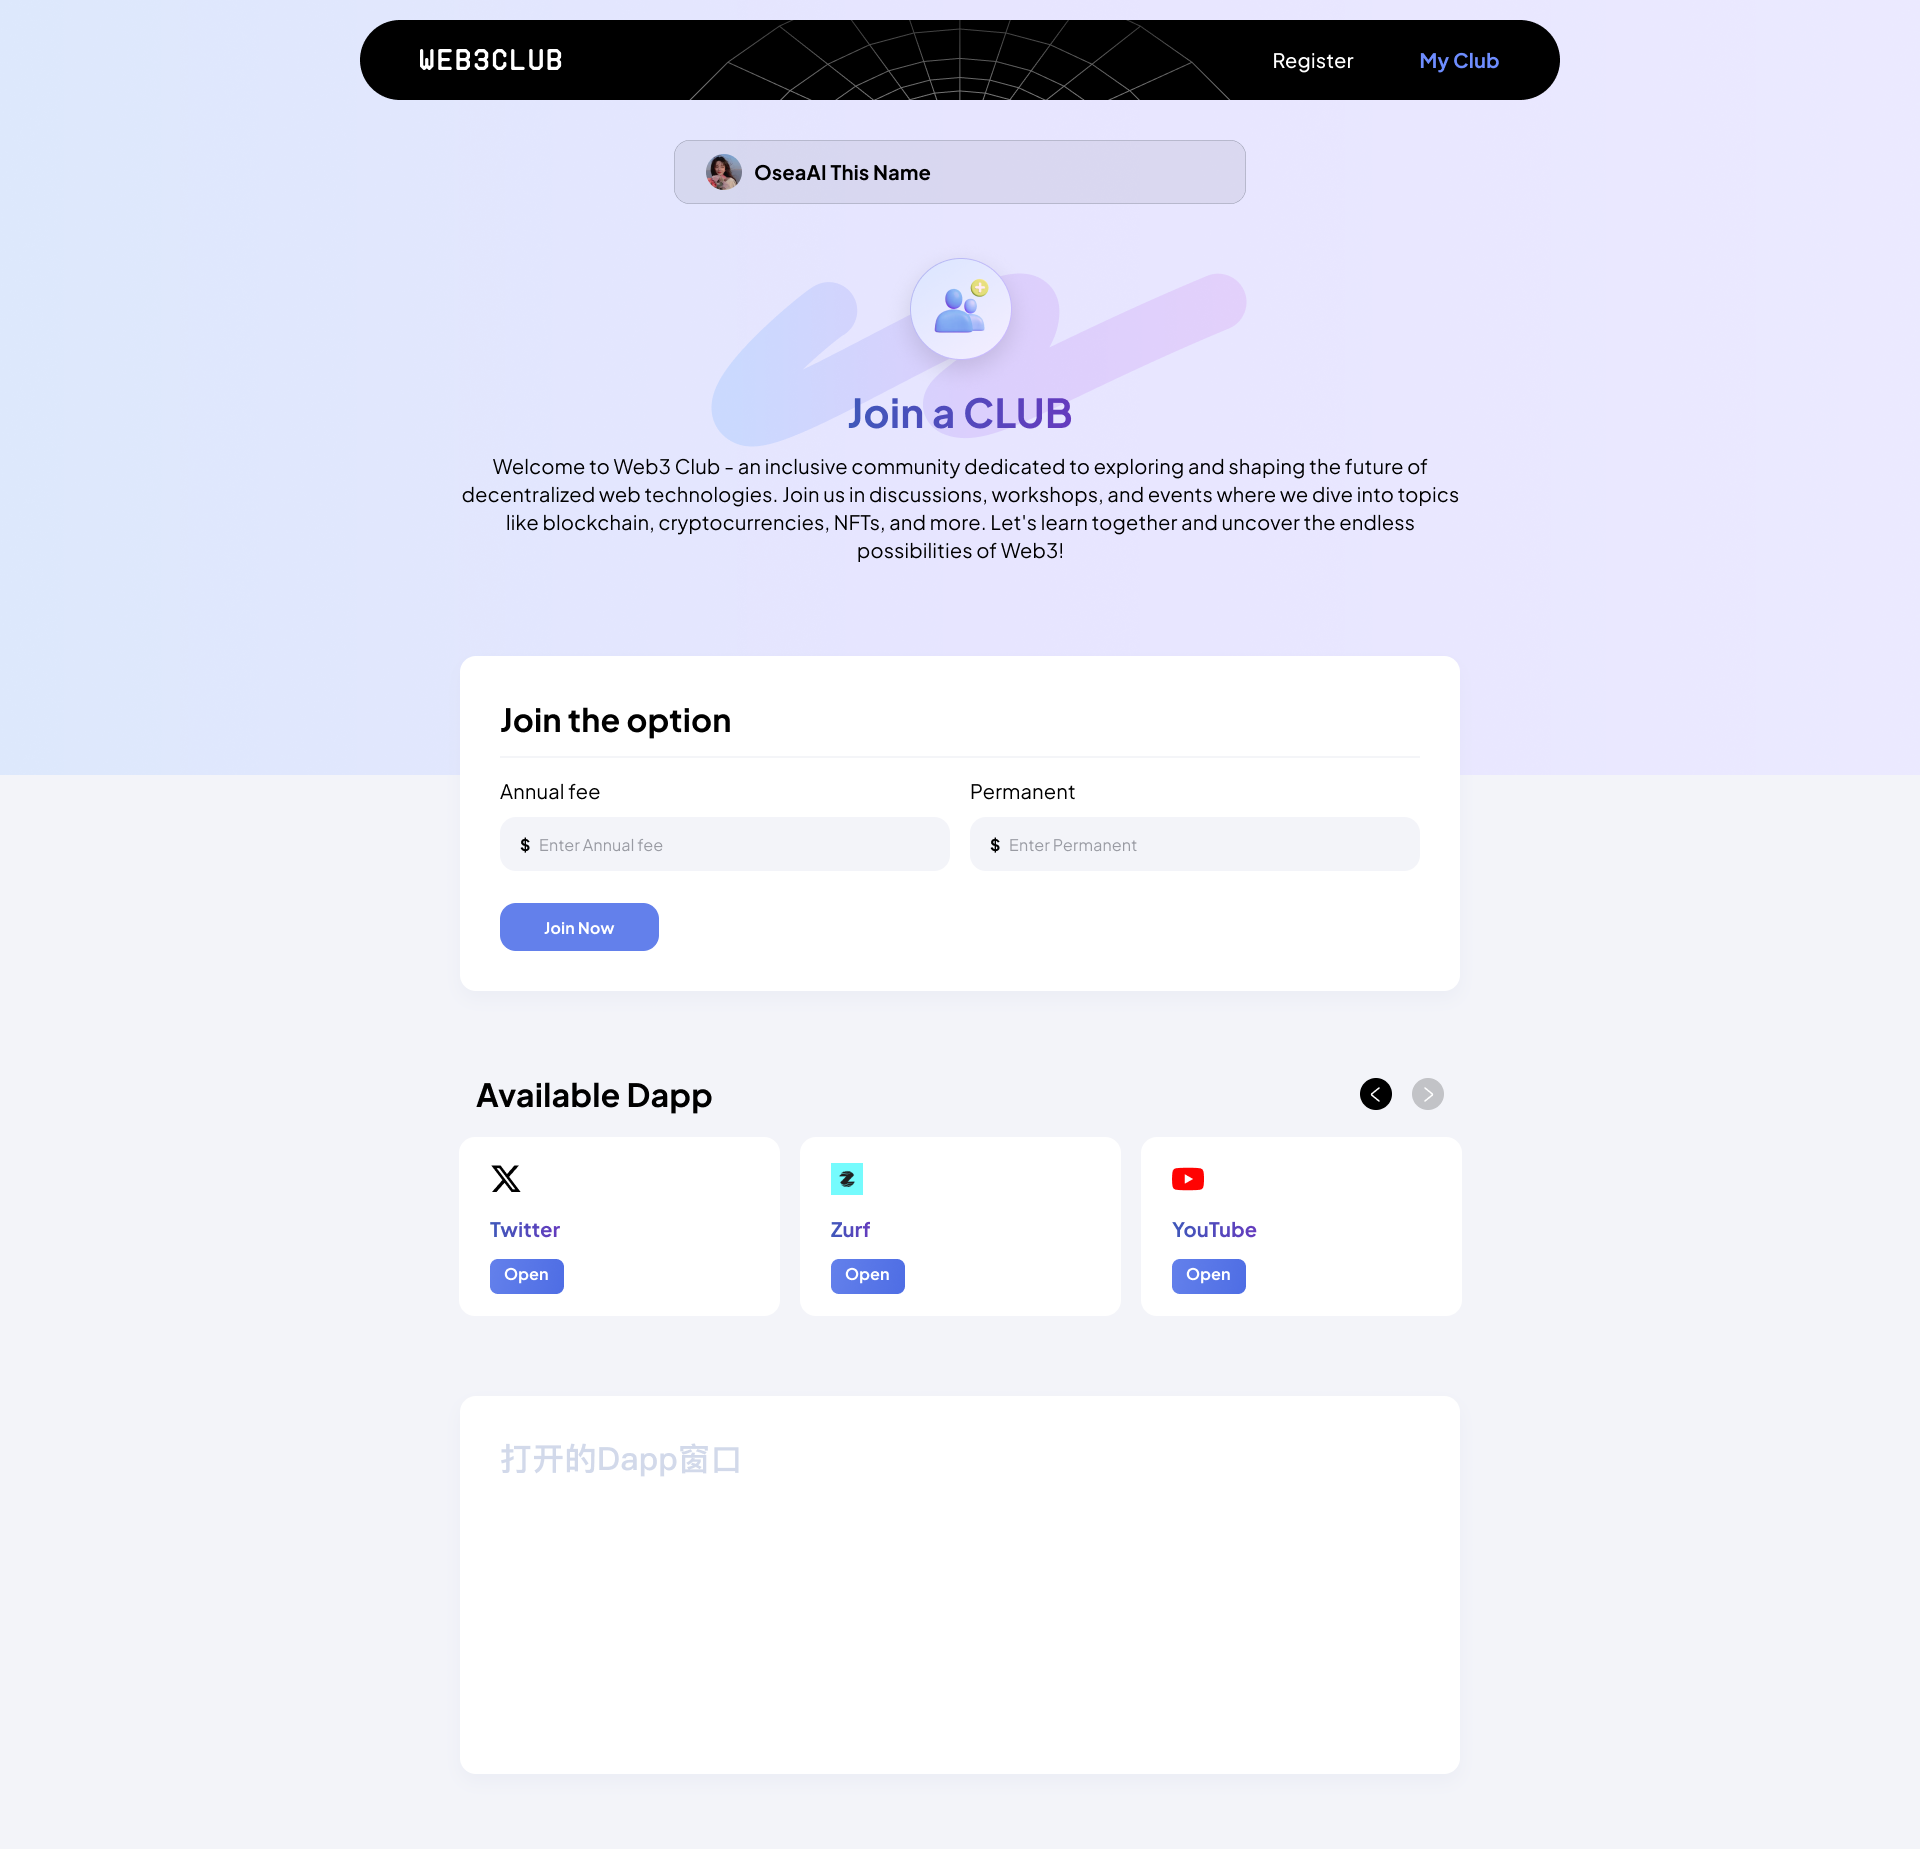 WEB3CLUB
Register
My Club
OseaAI This Name
Join a CLUB
Welcome to Web3 Club - an inclusive community dedicated to exploring and shaping the future of
decentralized web technologies. Join us in discussions, workshops, and events where we dive into topics
like blockchain, cryptocurrencies, NFTs, and more. Let's learn together and uncover the endless
possibilities of Web3!
Join the option
Annual fee
Permanent
$ Enter Annual fee
$ Enter Permanent
Join Now
Available Dapp
Twitter
Zurf
YouTube
Open
Open
Open
打开的Dapp窗口